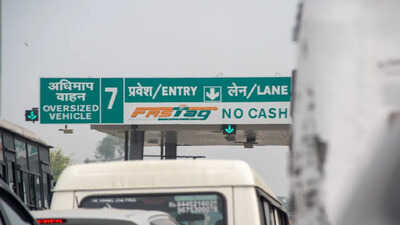 अधिमाप
वाहन
OVERSIZED
VEHICLE
7
प्रवेश/ENTRY
लेन/LANE
FASTag
NO CASH